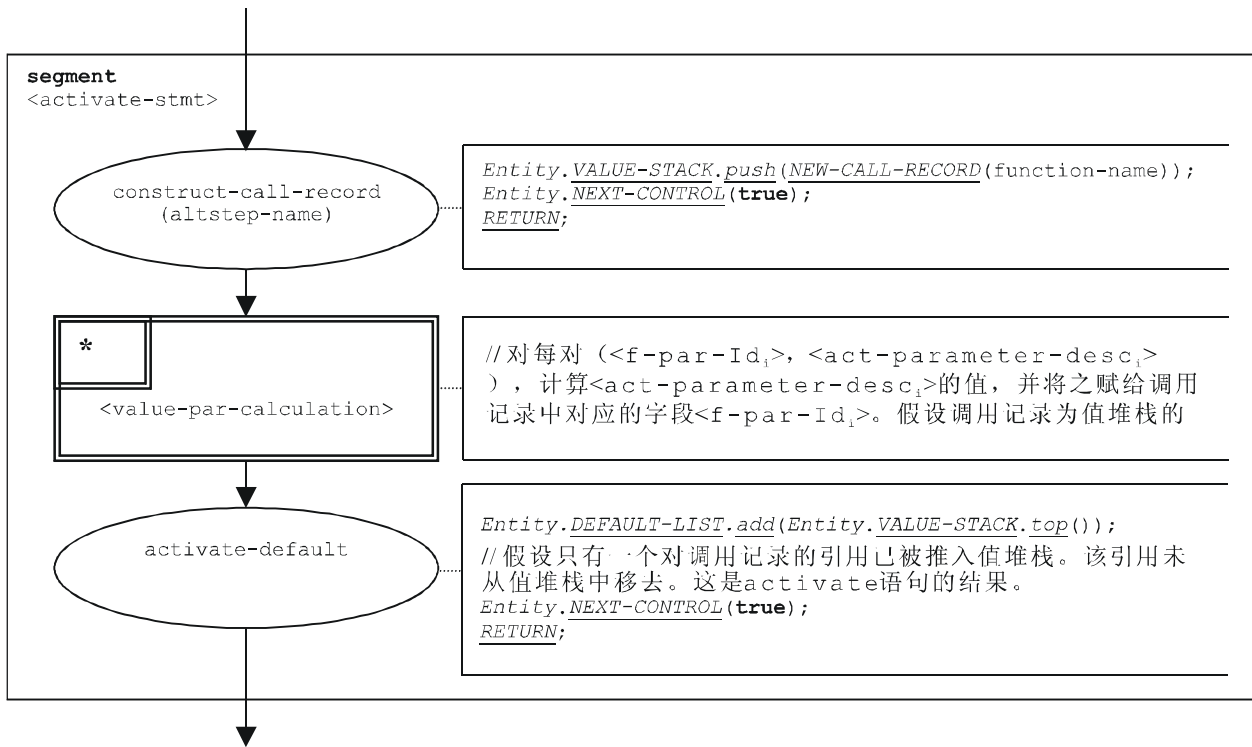 segment
<activate-stmt>
construct-call-record
(altstep-name)
Entity.VALUE-STACK.push(NEW-CALL-RECORD(function-name));
Entity.NEXT-CONTROL(true);
RETURN;
*
<value-par-calculation>
//对每对（<f-par-Idᵢ>，<act-parameter-descᵢ>
），计算<act-parameter-descᵢ>的值，并将之赋给调用
记录中对应的字段<f-par-Idᵢ>。假设调用记录为值堆栈的
activate-default
Entity.DEFAULT-LIST.add(Entity.VALUE-STACK.top());
//假设只有一个对调用记录的引用已被推入值堆栈。该引用未
从值堆栈中移去。这是activate语句的结果。
Entity.NEXT-CONTROL(true);
RETURN;